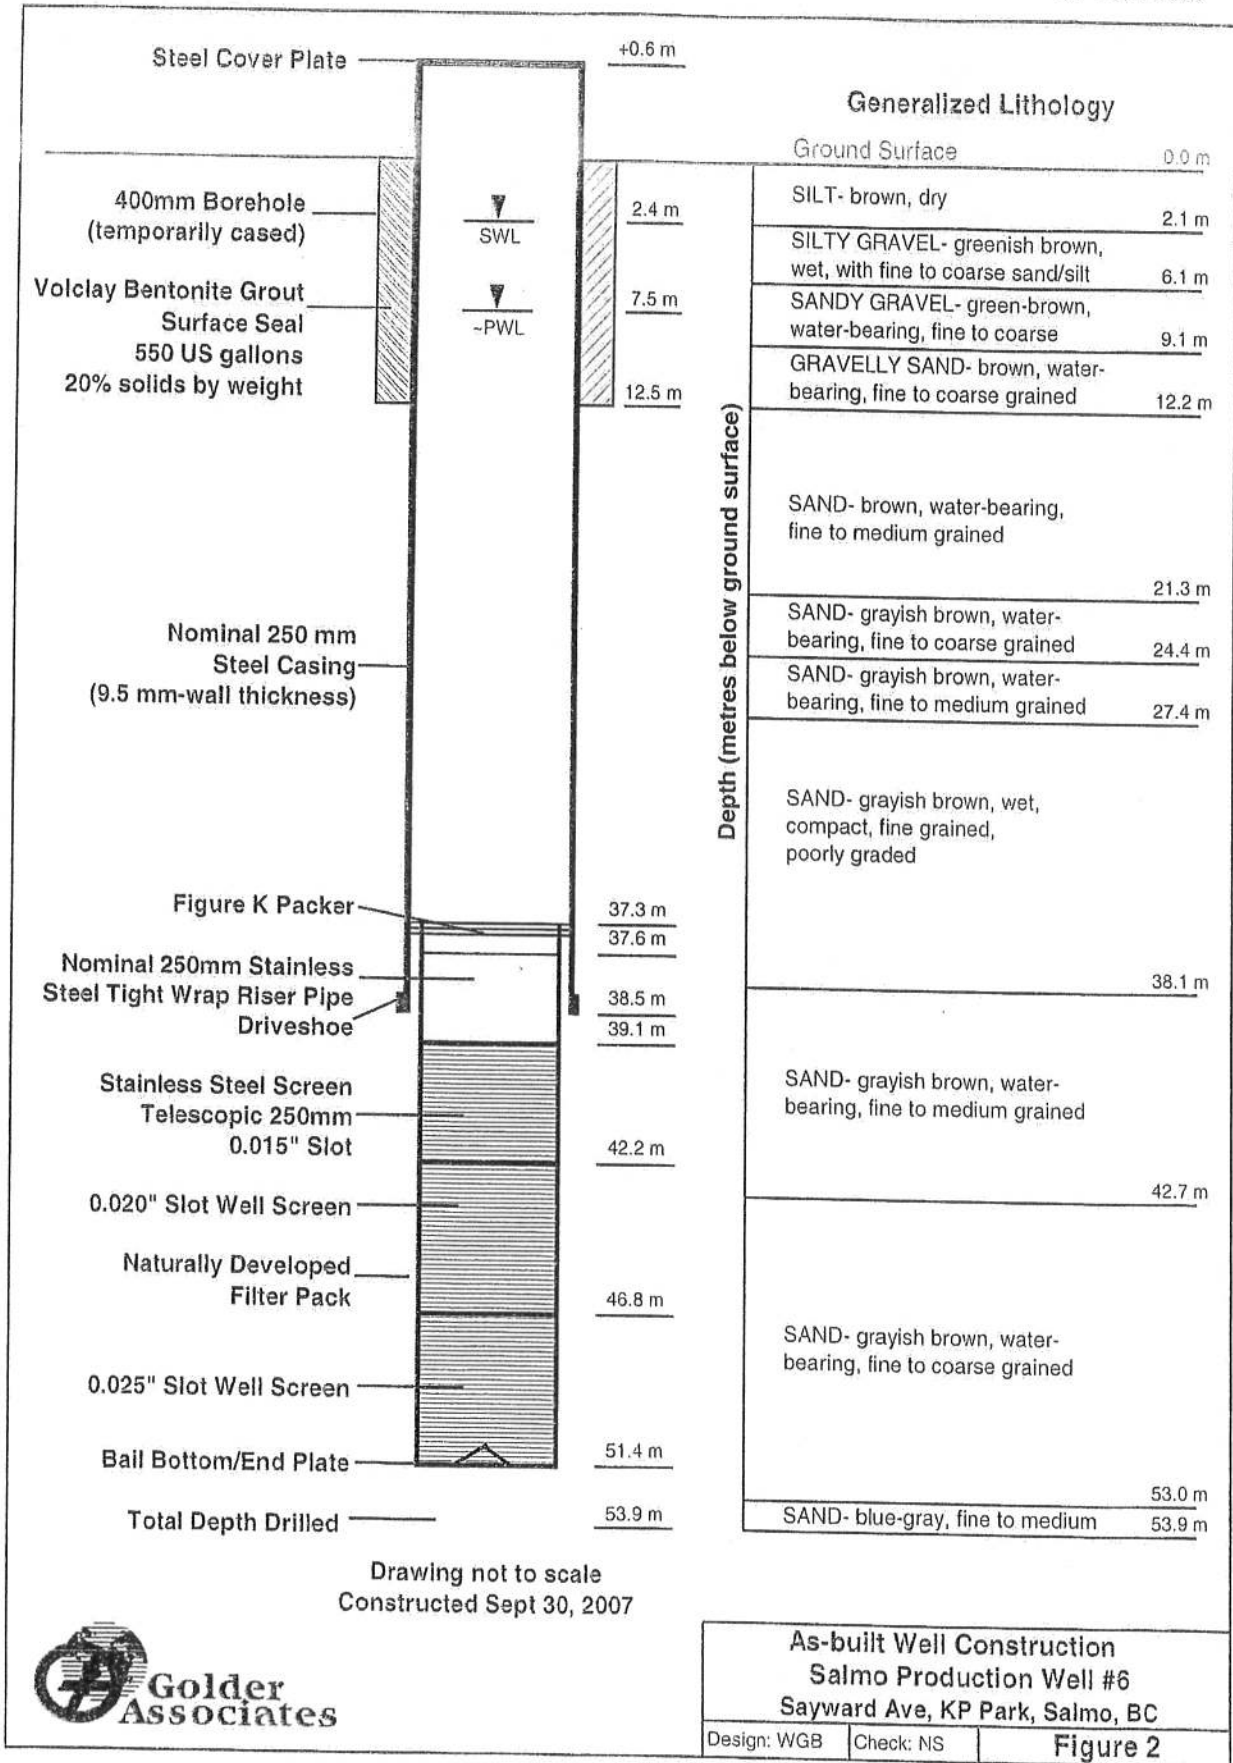 Steel Cover Plate
+0.6 m
Generalized Lithology
Ground Surface
0.0 m
400mm Borehole
(temporarily cased)
SWL
2.4 m
SILT- brown, dry
2.1 m
SILTY GRAVEL- greenish brown,
wet, with fine to coarse sand/silt
6.1 m
Volclay Bentonite Grout
Surface Seal
550 US gallons
20% solids by weight
~PWL
7.5 m
SANDY GRAVEL- green-brown,
water-bearing, fine to coarse
9.1 m
GRAVELLY SAND- brown, water-
bearing, fine to coarse grained
12.2 m
12.5 m
Depth (metres below ground surface)
SAND- brown, water-bearing,
fine to medium grained
21.3 m
Nominal 250 mm
Steel Casing
(9.5 mm-wall thickness)
SAND- grayish brown, water-
bearing, fine to coarse grained
24.4 m
SAND- grayish brown, water-
bearing, fine to medium grained
27.4 m
SAND- grayish brown, wet,
compact, fine grained,
poorly graded
38.1 m
Figure K Packer
37.3 m
37.6 m
Nominal 250mm Stainless
Steel Tight Wrap Riser Pipe
Driveshoe
38.5 m
39.1 m
Stainless Steel Screen
Telescopic 250mm
0.015" Slot
42.2 m
SAND- grayish brown, water-
bearing, fine to medium grained
42.7 m
0.020" Slot Well Screen
Naturally Developed
Filter Pack
46.8 m
SAND- grayish brown, water-
bearing, fine to coarse grained
53.0 m
0.025" Slot Well Screen
Bail Bottom/End Plate
51.4 m
Total Depth Drilled
53.9 m
SAND- blue-gray, fine to medium
53.9 m
Drawing not to scale
Constructed Sept 30, 2007
Golder
Associates
As-built Well Construction
Salmo Production Well #6
Sayward Ave, KP Park, Salmo, BC
Design: WGB
Check: NS
Figure 2